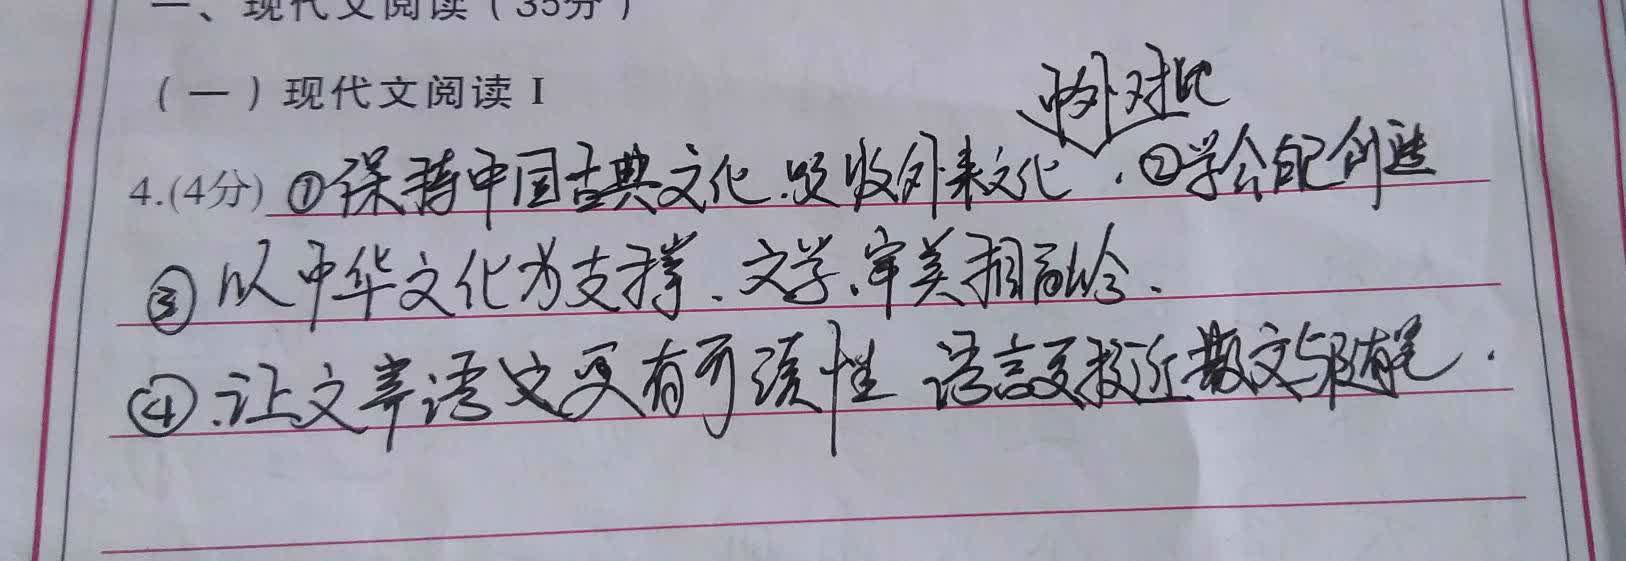 一、现代文阅读（35分）
（一）现代文阅读 I
中外对比
4.(4分) ①保持中国古典文化.吸收外来文化.②学会自己创造
③以中华文化为支撑、文学、审美相融合.
④.让文章语文更有可读性 语言更接近散文与随笔.